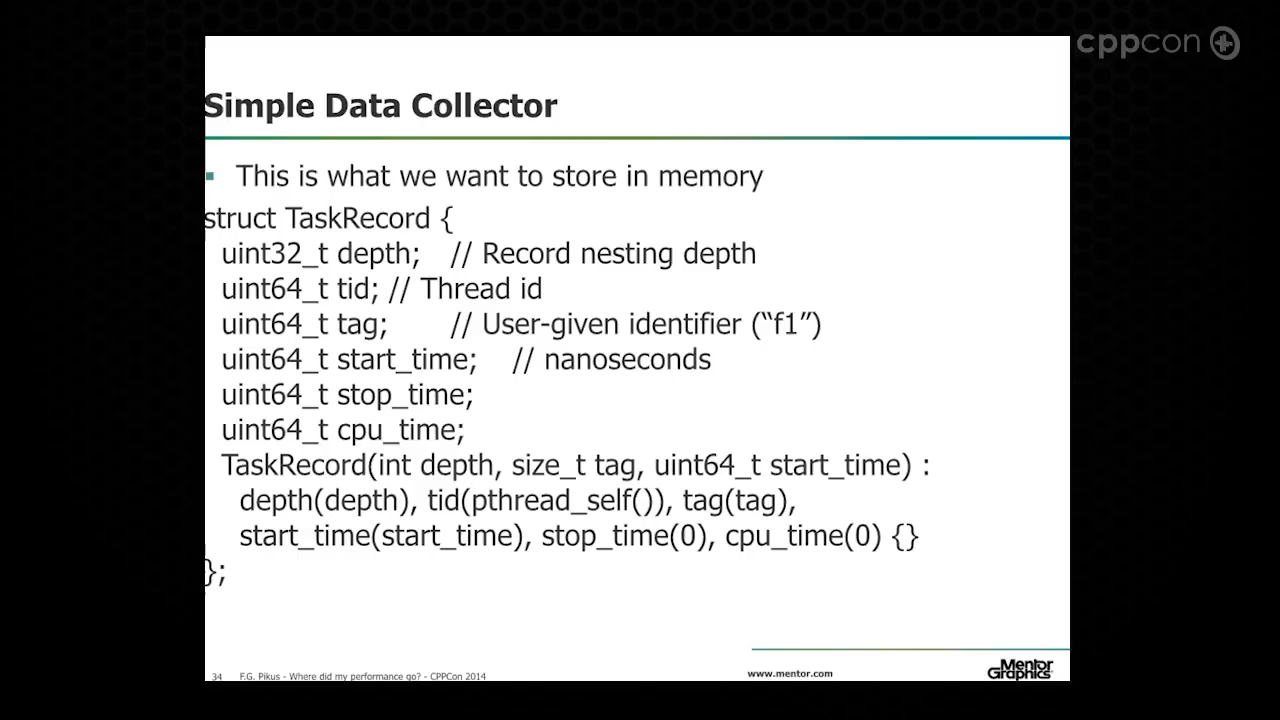 cppcon
Simple Data Collector
This is what we want to store in memory
struct TaskRecord {
uint32_t depth; // Record nesting depth
uint64_t tid; // Thread id
uint64_t tag; // User-given identifier (“f1”)
uint64_t start_time; // nanoseconds
uint64_t stop_time;
uint64_t cpu_time;
TaskRecord(int depth, size_t tag, uint64_t start_time) :
depth(depth), tid(pthread_self()), tag(tag),
start_time(start_time), stop_time(0), cpu_time(0) {}
};
34 F.G. Pikus - Where did my performance go? - CPPCon 2014
www.mentor.com
Mentor
Graphics